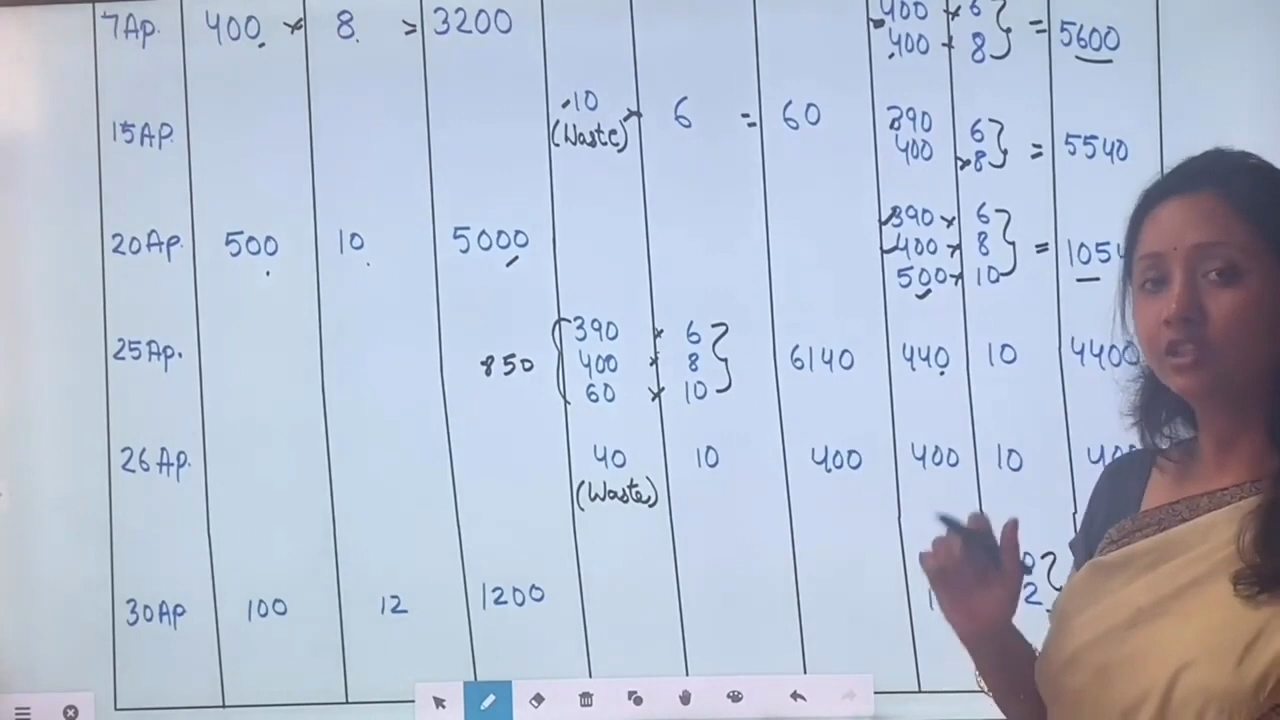 7Ap. 400 × 8 = 3200 400 × 6
400 × 8 = 5600
15AP. 10 × 6 = 60 390 6
(Waste) 400 × 8 = 5540
20Ap. 500 10 5000 390 × 6
400 × 8 = 
500 × 10
25Ap. 850 390 × 6 6140 440 10 4400
400 × 8
60 × 10
26Ap. 40 10 400 400 10
(Waste)
30Ap 100 12 1200